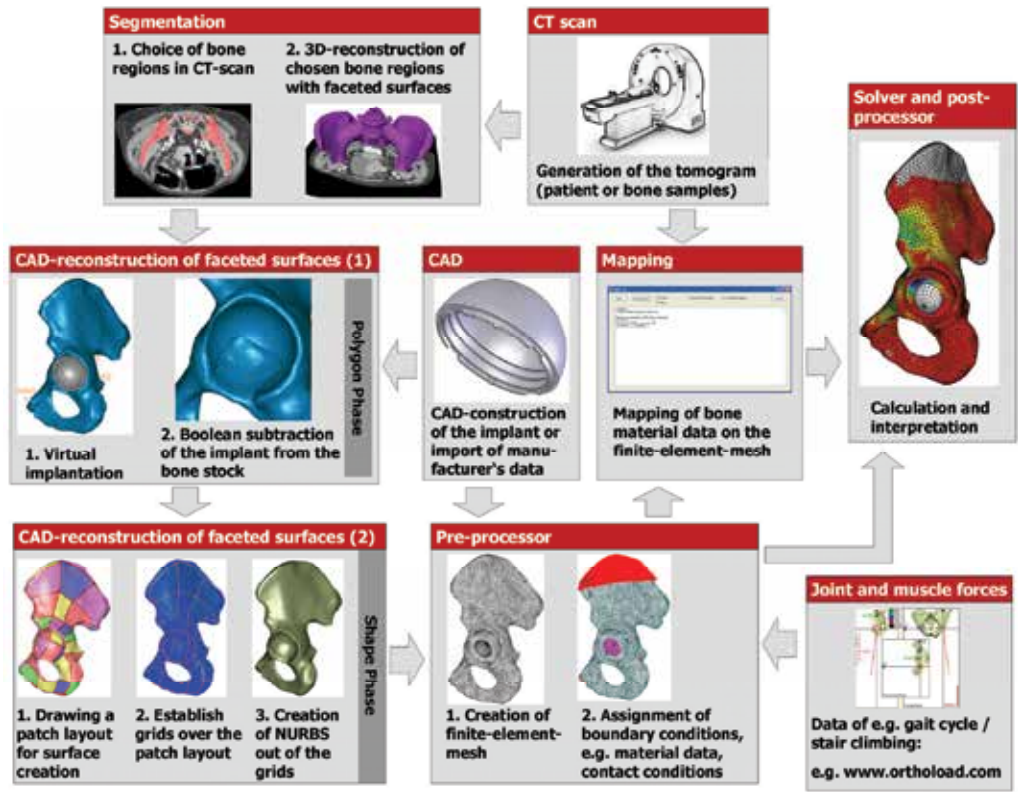 Segmentation
1. Choice of bone
regions in CT-scan
2. 3D-reconstruction of
chosen bone regions
with faceted surfaces
CT scan
Generation of the tomogram
(patient or bone samples)
Solver and post-
processor
Calculation and
interpretation
CAD-reconstruction of faceted surfaces (1)
1. Virtual
implantation
2. Boolean subtraction
of the implant from the
bone stock
Polygon Phase
CAD
CAD-construction
of the implant or
import of manu-
facturer's data
Mapping
Mapping of bone
material data on the
finite-element-mesh
CAD-reconstruction of faceted surfaces (2)
1. Drawing a
patch layout
for surface
creation
2. Establish
grids over the
patch layout
3. Creation
of NURBS
out of the
grids
Shape Phase
Pre-processor
1. Creation of
finite-element-
mesh
2. Assignment of
boundary conditions,
e.g. material data,
contact conditions
Joint and muscle forces
Data of e.g. gait cycle /
stair climbing:
e.g. www.orthoload.com